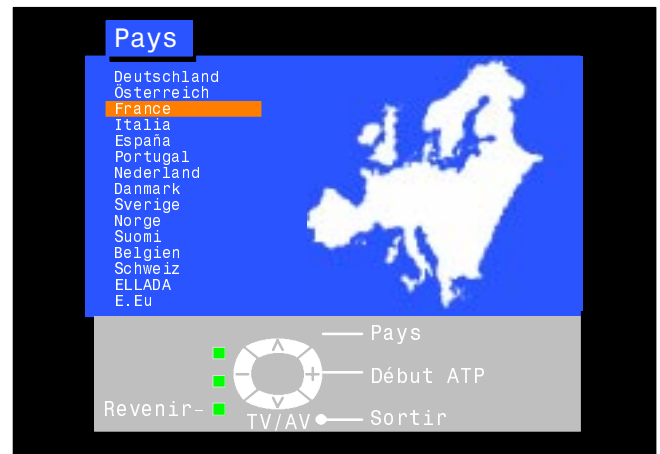 Pays
Deutschland
Österreich
France
Italia
España
Portugal
Nederland
Danmark
Sverige
Norge
Suomi
Belgien
Schweiz
ELLADA
E.Eu
Pays
Début ATP
Revenir
TV/AV
Sortir